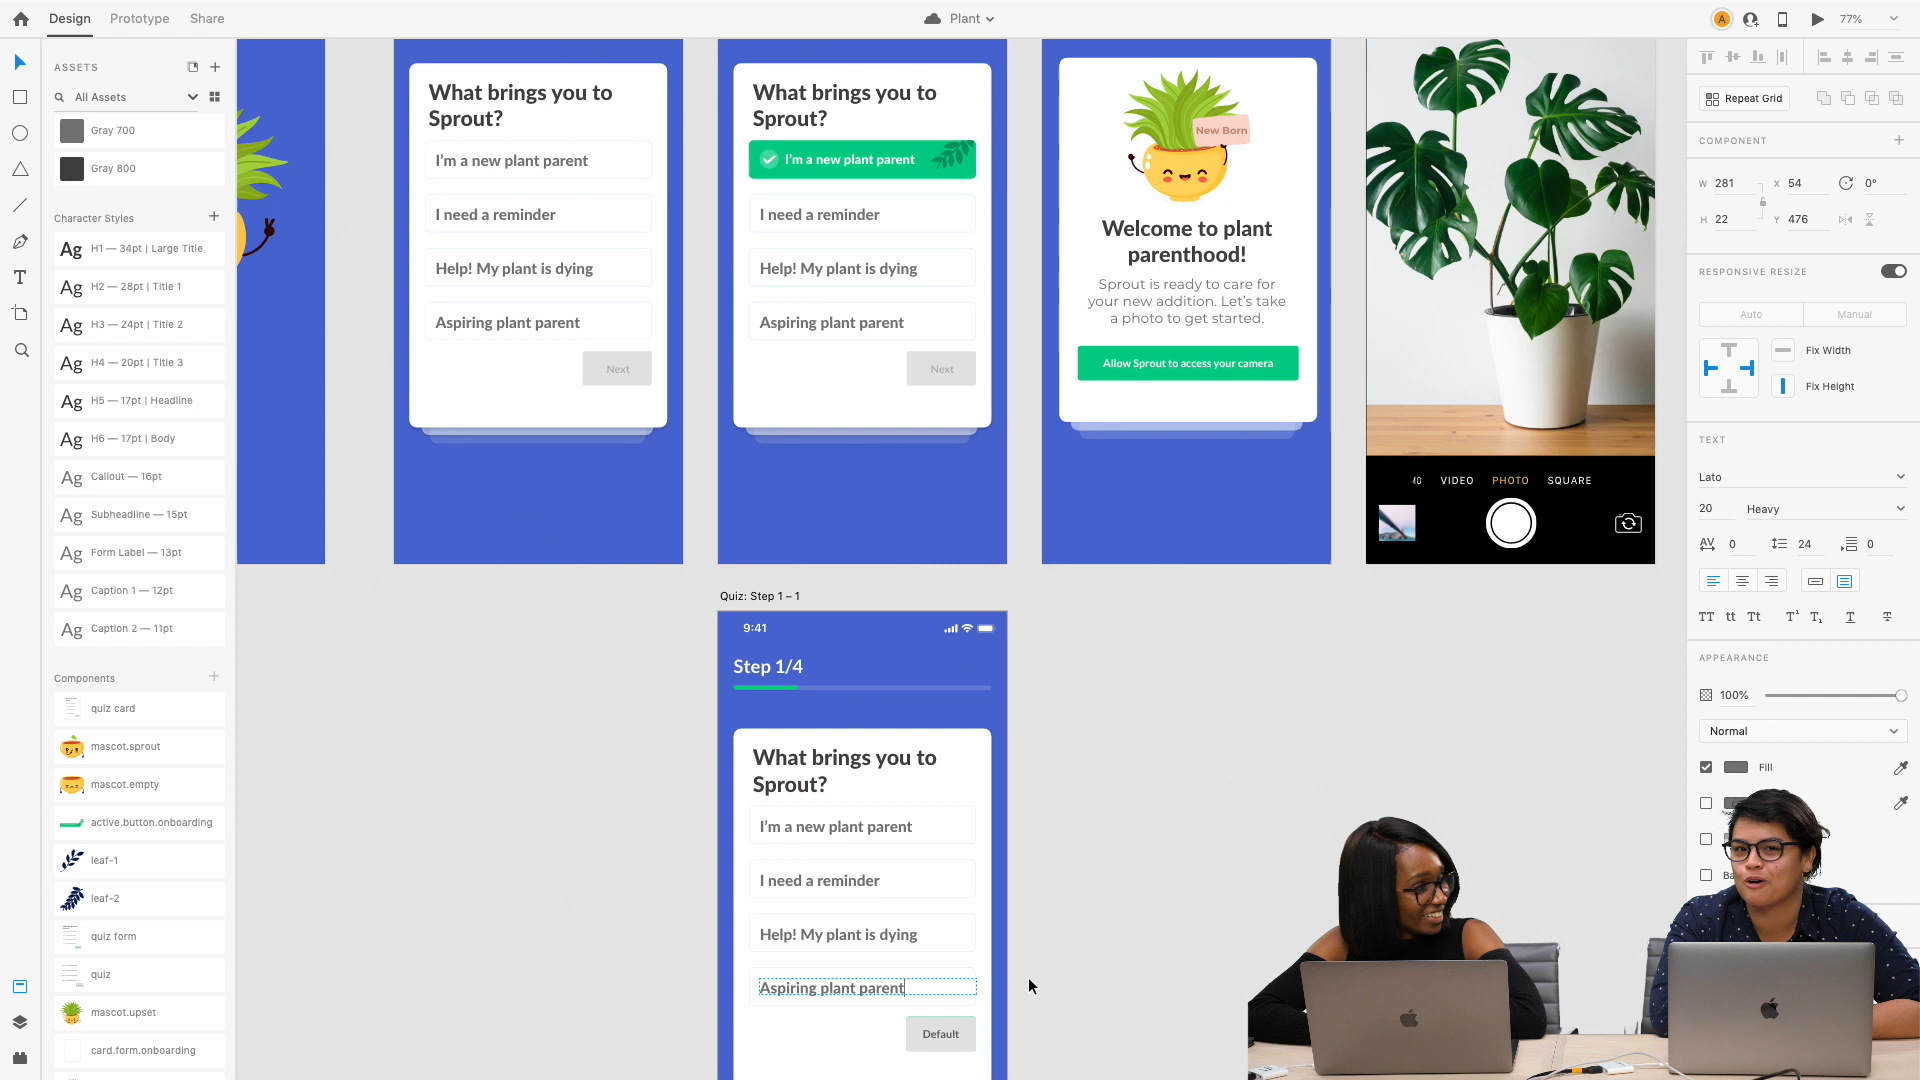 Design
Prototype
Share
Plant
A
77%
ASSETS
All Assets
Gray 700
Gray 800
Character Styles
Ag H1 — 34pt | Large Title
Ag H2 — 28pt | Title 1
Ag H3 — 24pt | Title 2
Ag H4 — 20pt | Title 3
Ag H5 — 17pt | Headline
Ag H6 — 17pt | Body
Ag Callout — 16pt
Ag Subheadline — 15pt
Ag Form Label — 13pt
Ag Caption 1 — 12pt
Ag Caption 2 — 11pt
Components
quiz card
mascot.sprout
mascot.empty
active.button.onboarding
leaf-1
leaf-2
quiz form
quiz
mascot.upset
card.form.onboarding
What brings you to
Sprout?
I'm a new plant parent
I need a reminder
Help! My plant is dying
Aspiring plant parent
Next
What brings you to
Sprout?
I'm a new plant parent
I need a reminder
Help! My plant is dying
Aspiring plant parent
Next
New Born
Welcome to plant
parenthood!
Sprout is ready to care for
your new addition. Let's take
a photo to get started.
Allow Sprout to access your camera
VIDEO
PHOTO
SQUARE
Quiz: Step 1 – 1
9:41
Step 1/4
What brings you to
Sprout?
I'm a new plant parent
I need a reminder
Help! My plant is dying
Aspiring plant parent
Default
Repeat Grid
COMPONENT
W 281 X 54 0°
H 22 Y 476
RESPONSIVE RESIZE
Auto
Manual
Fix Width
Fix Height
TEXT
Lato
20
Heavy
AV 0 24 0
TT tt Tt T¹ T₁ T T
APPEARANCE
100%
Normal
Fill